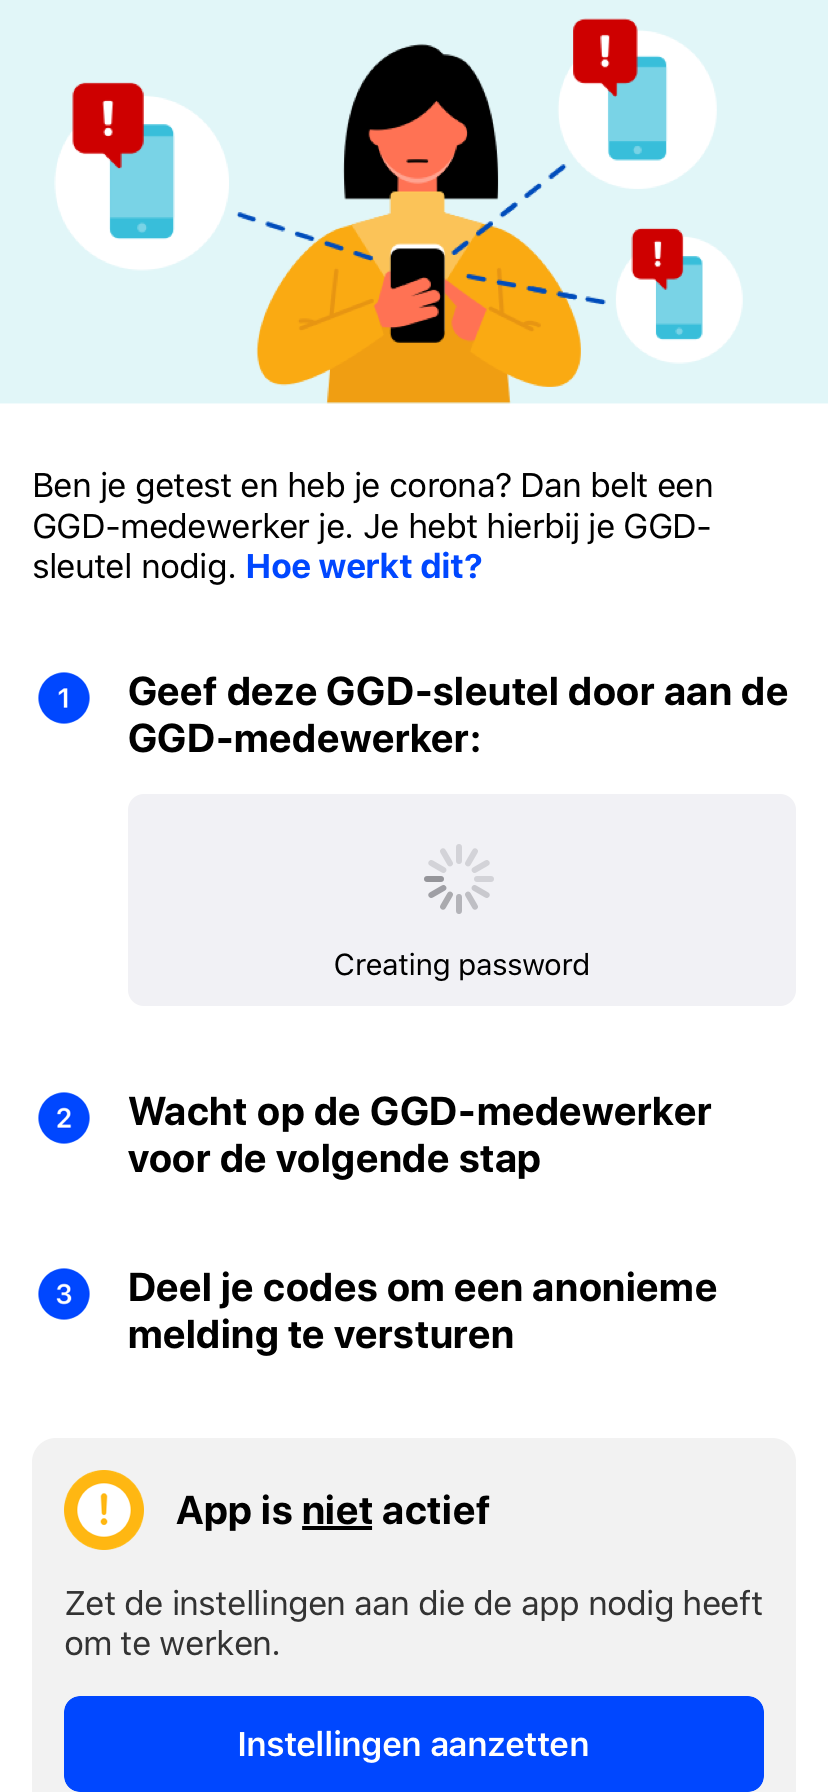 Ben je getest en heb je corona? Dan belt een
GGD-medewerker je. Je hebt hierbij je GGD-
sleutel nodig. Hoe werkt dit?
1
Geef deze GGD-sleutel door aan de
GGD-medewerker:
Creating password
2
Wacht op de GGD-medewerker
voor de volgende stap
3
Deel je codes om een anonieme
melding te versturen
App is niet actief
Zet de instellingen aan die de app nodig heeft
om te werken.
Instellingen aanzetten